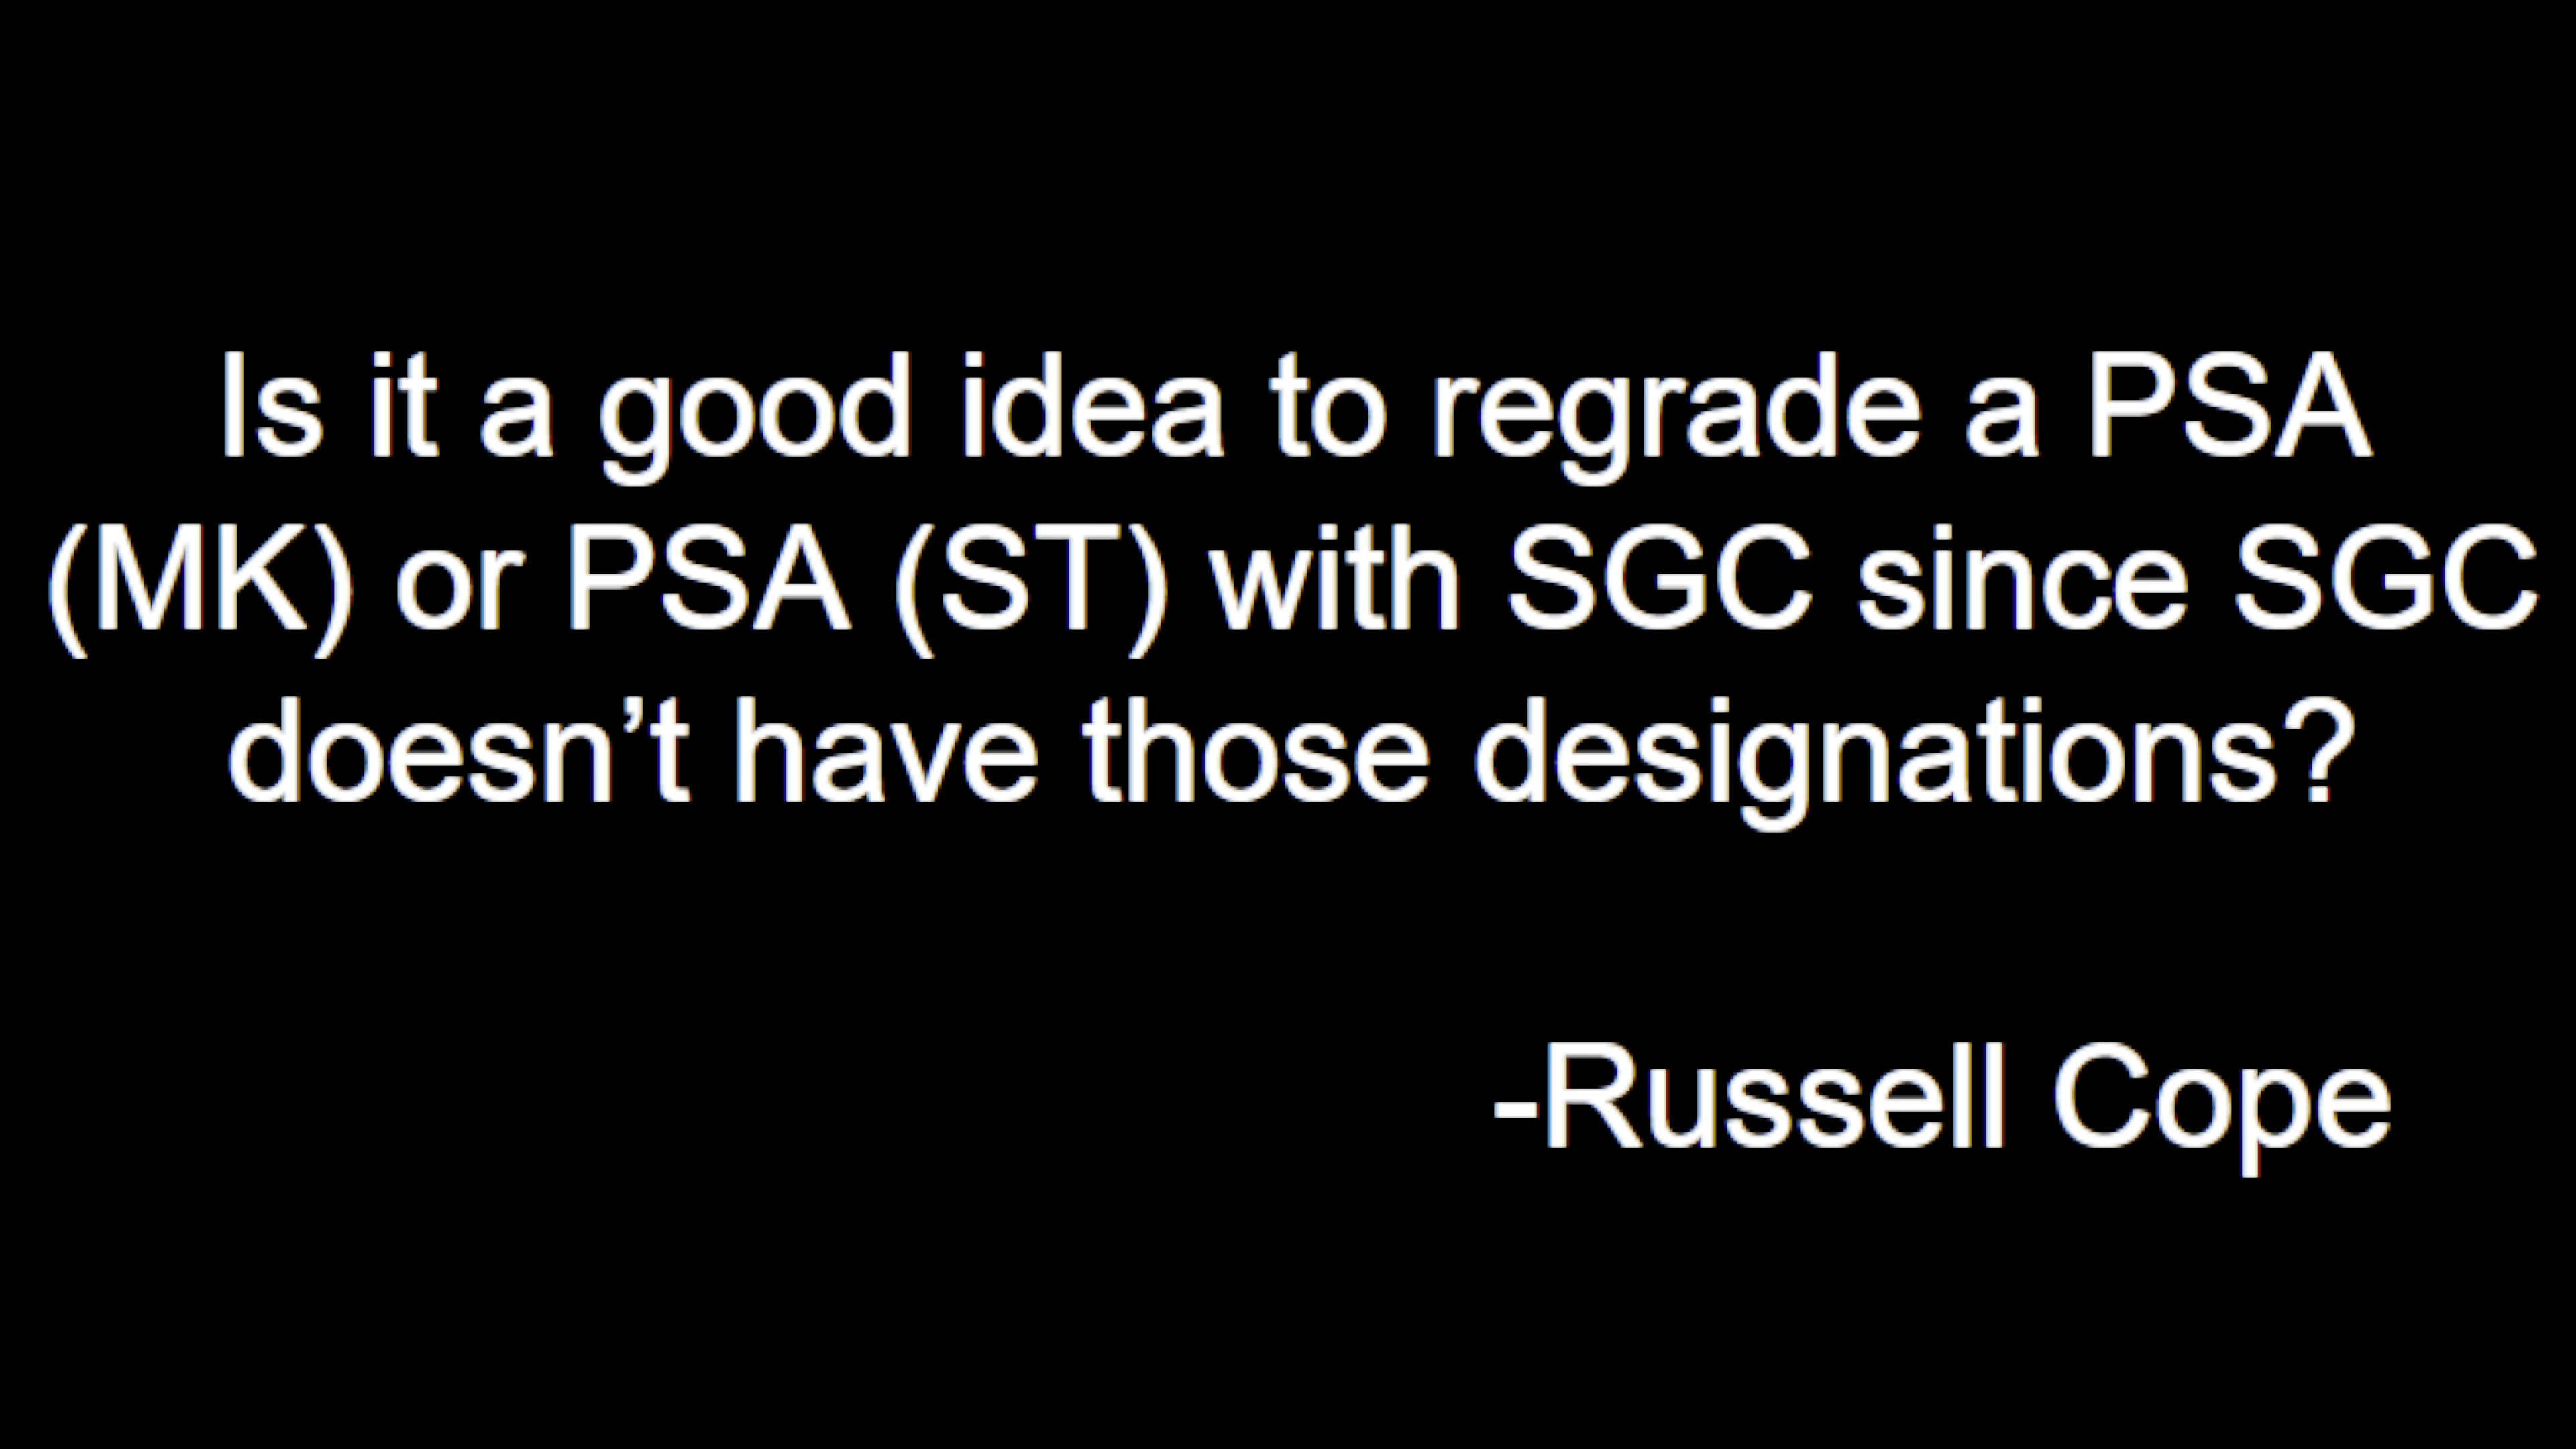 Is it a good idea to regrade a PSA
(MK) or PSA (ST) with SGC since SGC
doesn’t have those designations?
-Russell Cope